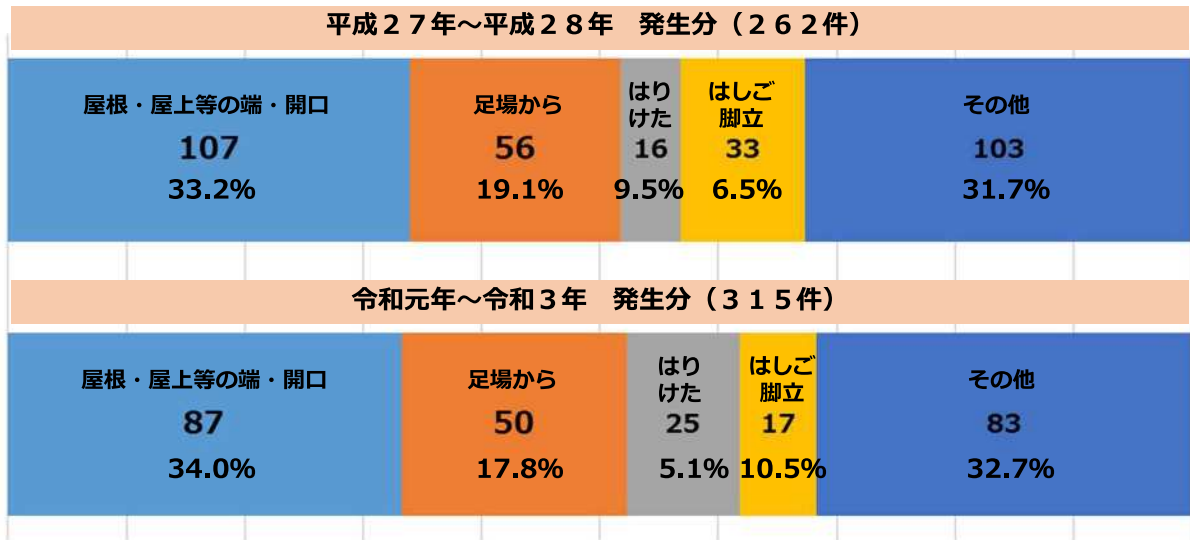 平成２７年～平成２８年　発生分（２６２件）
屋根・屋上等の端・開口
107
33.2%
足場から
56
19.1%
はり
けた
16
9.5%
はしご
脚立
33
6.5%
その他
103
31.7%
令和元年～令和３年　発生分（３１５件）
屋根・屋上等の端・開口
87
34.0%
足場から
50
17.8%
はり
けた
25
5.1%
はしご
脚立
17
10.5%
その他
83
32.7%